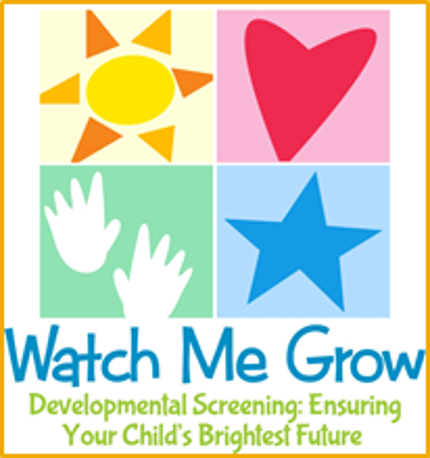 Watch Me Grow
Developmental Screening: Ensuring
Your Child's Brightest Future